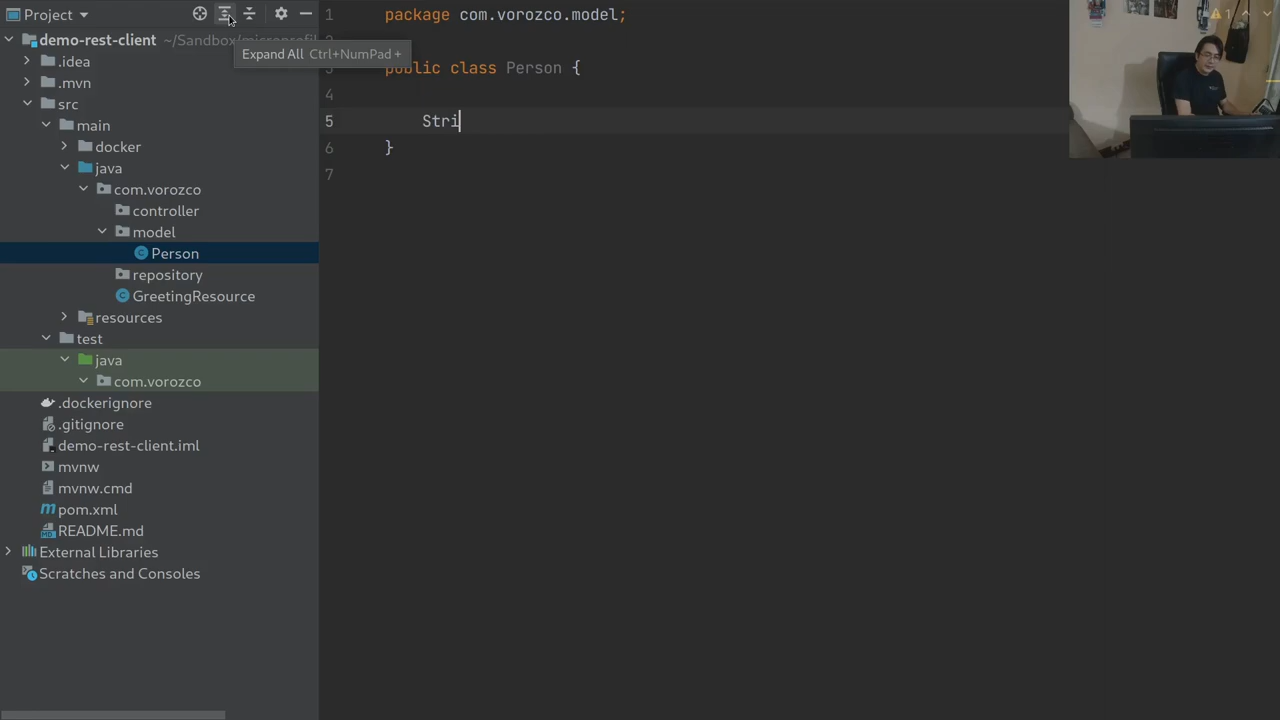 Project
demo-rest-client ~/Sandbox/microprofil
Expand All Ctrl+NumPad +
.idea
.mvn
src
main
docker
java
com.vorozco
controller
model
Person
repository
GreetingResource
resources
test
java
com.vorozco
.dockerignore
.gitignore
demo-rest-client.iml
mvnw
mvnw.cmd
pom.xml
README.md
External Libraries
Scratches and Consoles
1 package com.vorozco.model;
3 public class Person {
4
5 Stri
6 }
7
1